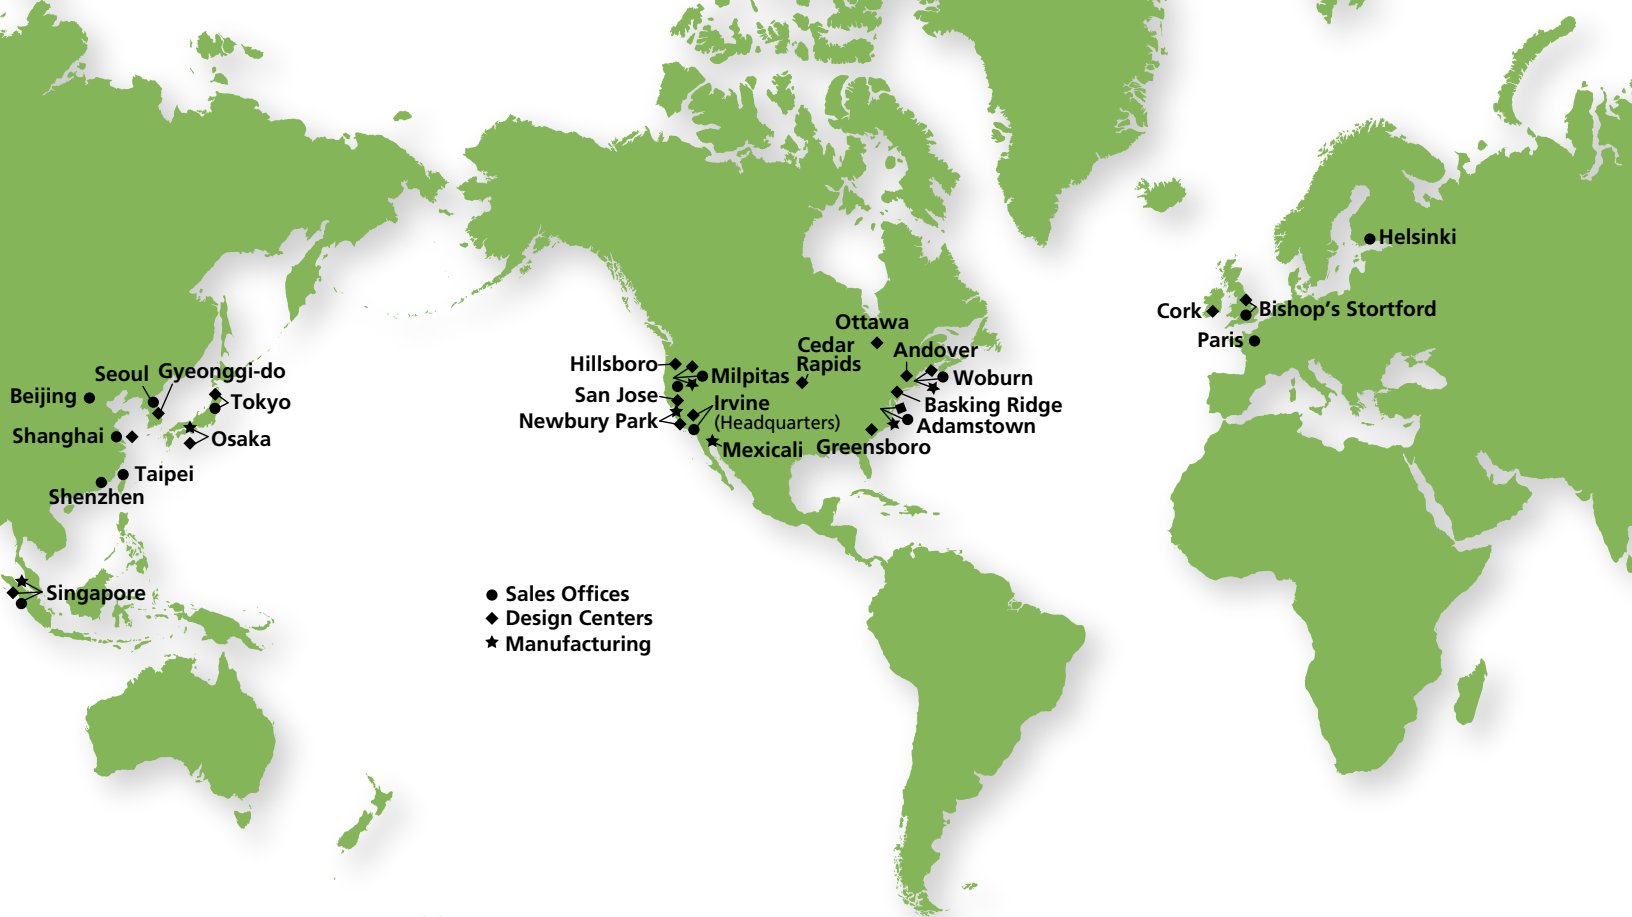 Helsinki
Cork
Bishop’s Stortford
Paris
Ottawa
Cedar
Rapids
Andover
Hillsboro
Milpitas
Woburn
San Jose
Irvine
(Headquarters)
Basking Ridge
Newbury Park
Adamstown
Mexicali
Greensboro
Seoul
Gyeonggi-do
Beijing
Tokyo
Shanghai
Osaka
Taipei
Shenzhen
Singapore
Sales Offices
Design Centers
Manufacturing